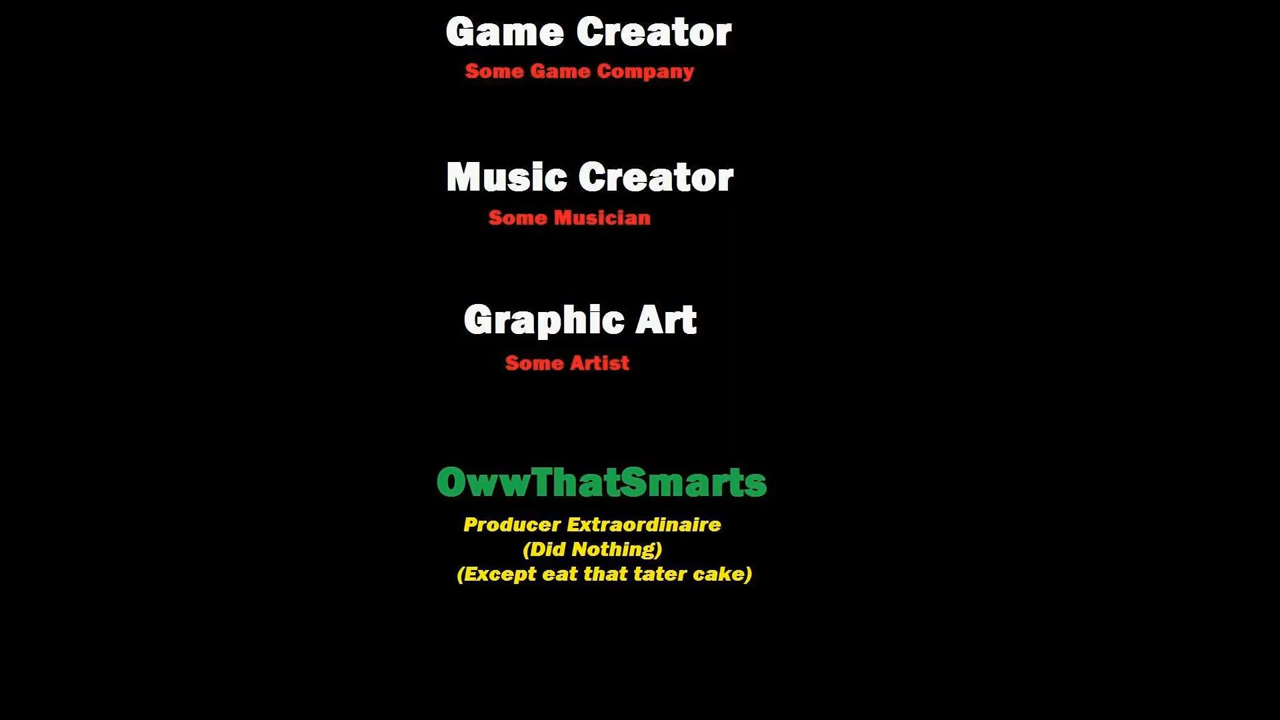 Game Creator
Some Game Company
Music Creator
Some Musician
Graphic Art
Some Artist
OwwThatSmarts
Producer Extraordinaire
(Did Nothing)
(Except eat that tater cake)